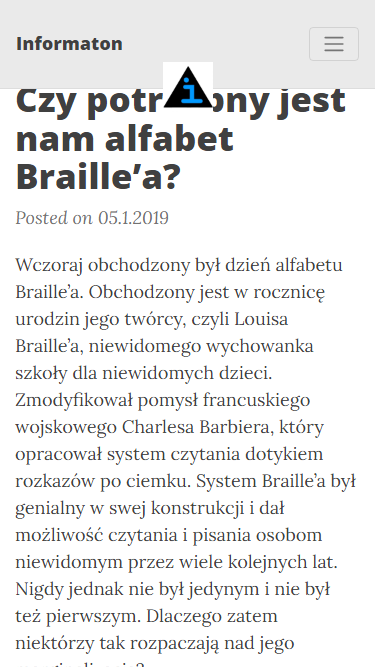 Informaton
Czy potrzebny jest
nam alfabet
Braille’a?
Posted on 05.1.2019
Wczoraj obchodzony był dzień alfabetu
Braille’a. Obchodzony jest w rocznicę
urodzin jego twórcy, czyli Louisa
Braille’a, niewidomego wychowanka
szkoły dla niewidomych dzieci.
Zmodyfikował pomysł francuskiego
wojskowego Charlesa Barbiera, który
opracował system czytania dotykiem
rozkazów po ciemku. System Braille’a był
genialny w swej konstrukcji i dał
możliwość czytania i pisania osobom
niewidomym przez wiele kolejnych lat.
Nigdy jednak nie był jedynym i nie był
też pierwszym. Dlaczego zatem
niektórzy tak rozpaczają nad jego